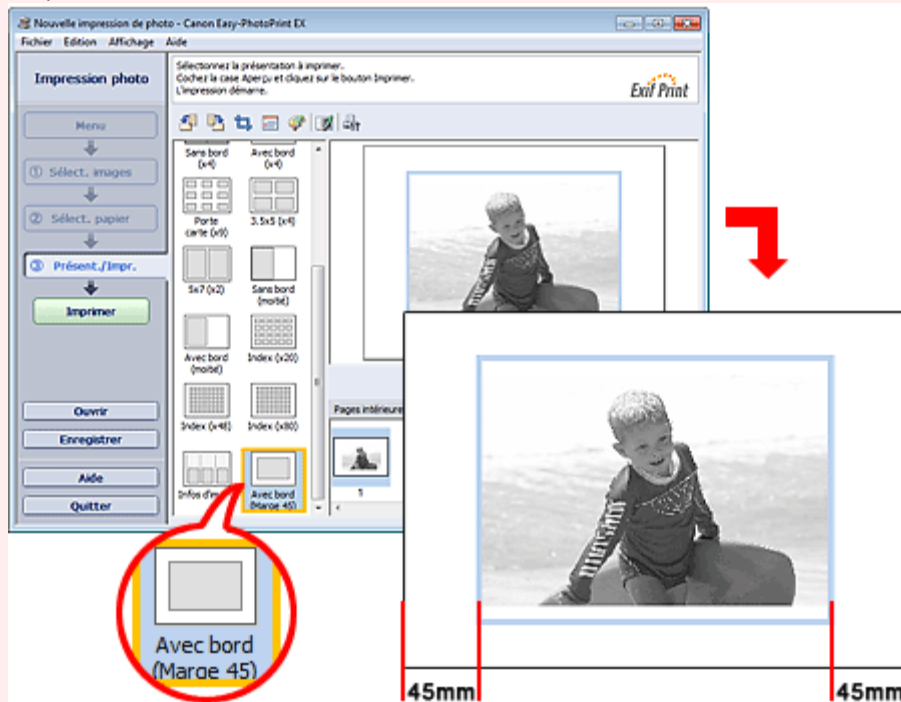 Nouvelle impression de photo - Canon Easy-PhotoPrint EX
Fichier Edition Affichage Aide
Impression photo
Sélectionnez la présentation à imprimer.
Cochez la case Aperçu et cliquez sur le bouton Imprimer.
L'impression démarre.
Exif Print
Menu
① Sélect. images
② Sélect. papier
③ Présent./Impr.
Imprimer
Ouvrir
Enregistrer
Aide
Quitter
Sans bord
(x4)
Avec bord
(x4)
Porte
carte (x9)
3.5x5 (x4)
5x7 (x2)
Sans bord
(moitié)
Avec bord
(moitié)
Index (x20)
Index (x48)
Index (x80)
Infos
Avec bord
(Marge 45)
Pages
1
Avec bord
(Marge 45)
45mm
45mm